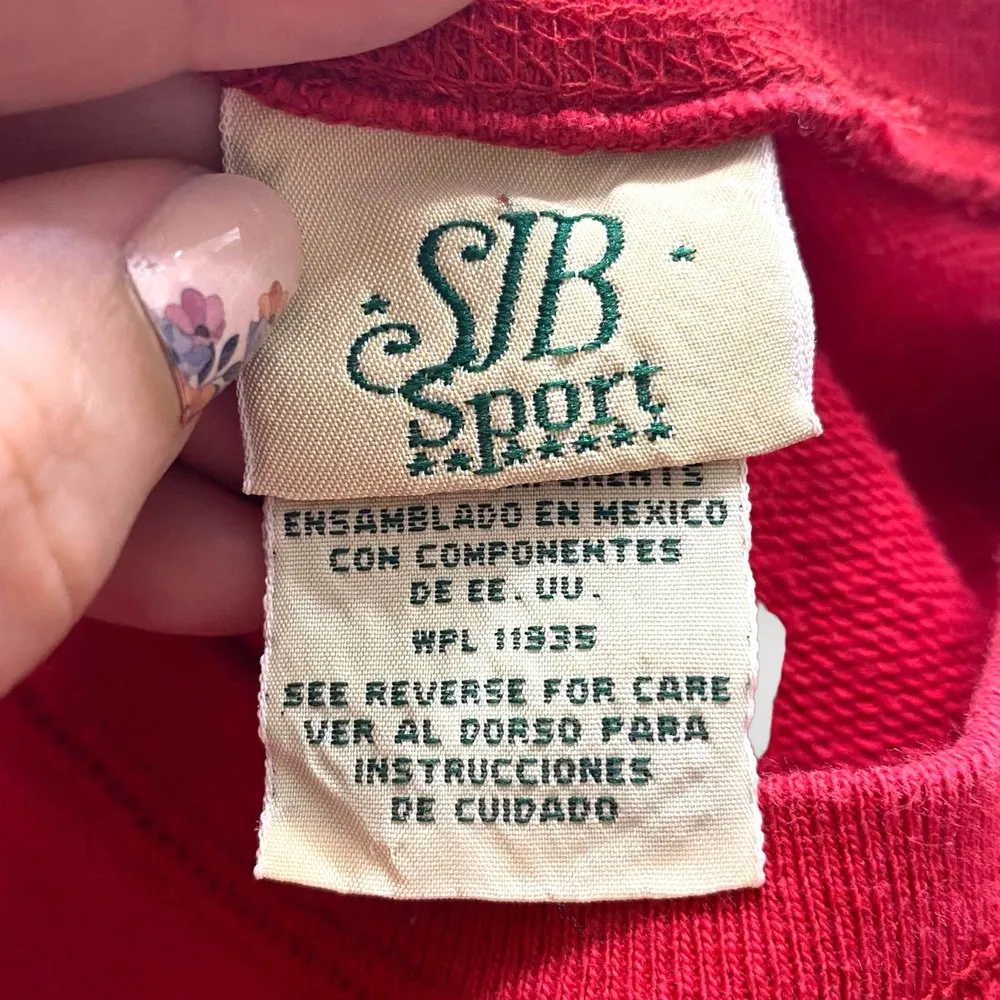 SJB
Sport
ENSAMBLADO EN MEXICO
CON COMPONENTES
DE EE. UU.
WPL 11935
SEE REVERSE FOR CARE
VER AL DORSO PARA
INSTRUCCIONES
DE CUIDADO